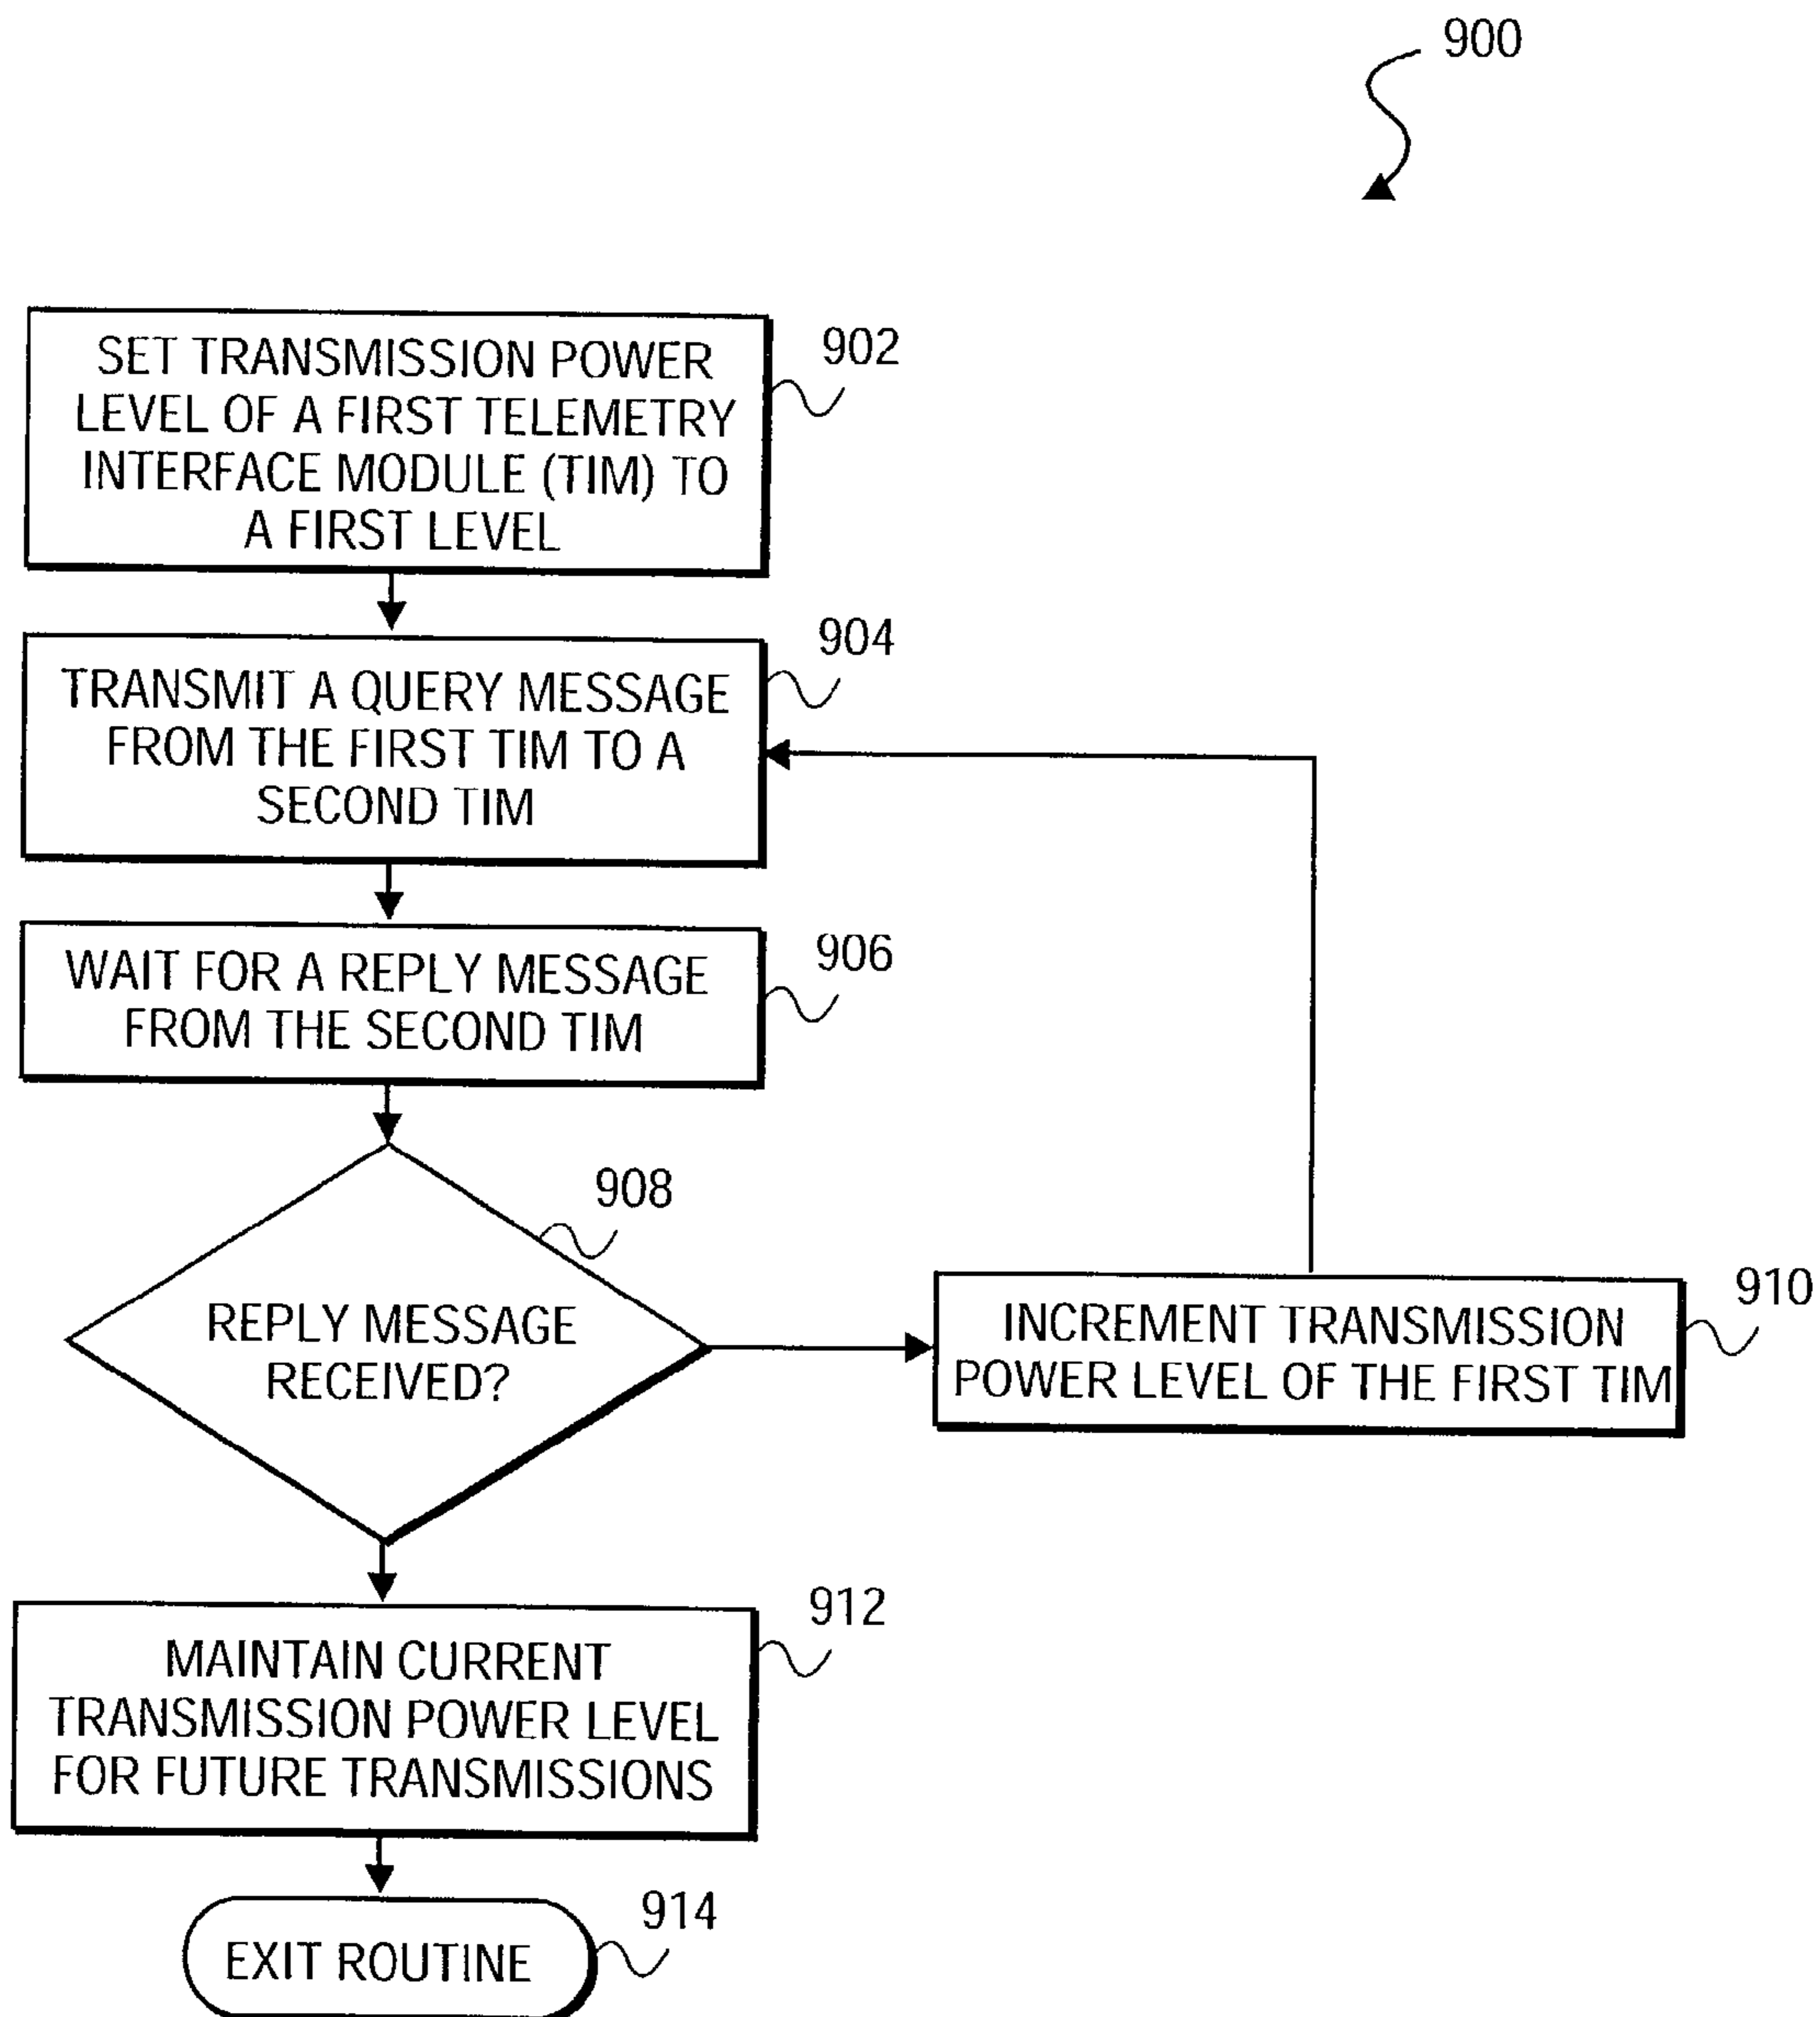 900
SET TRANSMISSION POWER
LEVEL OF A FIRST TELEMETRY
INTERFACE MODULE (TIM) TO
A FIRST LEVEL
902
TRANSMIT A QUERY MESSAGE
FROM THE FIRST TIM TO A
SECOND TIM
904
WAIT FOR A REPLY MESSAGE
FROM THE SECOND TIM
906
REPLY MESSAGE
RECEIVED?
908
INCREMENT TRANSMISSION
POWER LEVEL OF THE FIRST TIM
910
MAINTAIN CURRENT
TRANSMISSION POWER LEVEL
FOR FUTURE TRANSMISSIONS
912
EXIT ROUTINE
914